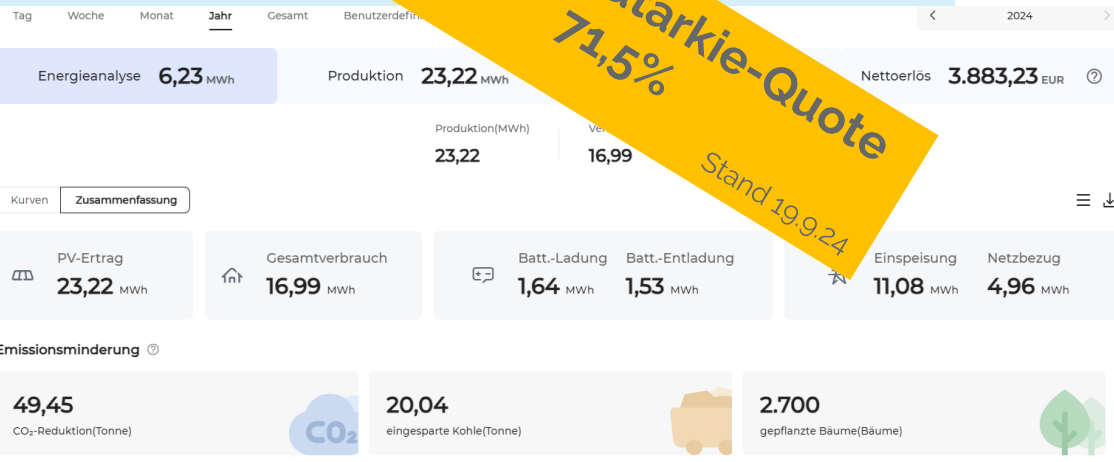 Tag Woche Monat Jahr Gesamt
< 2024 >
Energieanalyse 6,23 MWh Produktion 23,22 MWh Nettoerlös 3.883,23 EUR
71,5%
Stand 19.9.24
Produktion(MWh)
23,22 16,99
Kurven Zusammenfassung
PV-Ertrag Gesamtverbrauch Batt.-Ladung Batt.-Entladung Einspeisung Netzbezug
23,22 MWh 16,99 MWh 1,64 MWh 1,53 MWh 11,08 MWh 4,96 MWh
Emissionsminderung
49,45 20,04 2.700
CO₂-Reduktion(Tonne) eingesparte Kohle(Tonne) gepflanzte Bäume(Bäume)
CO₂